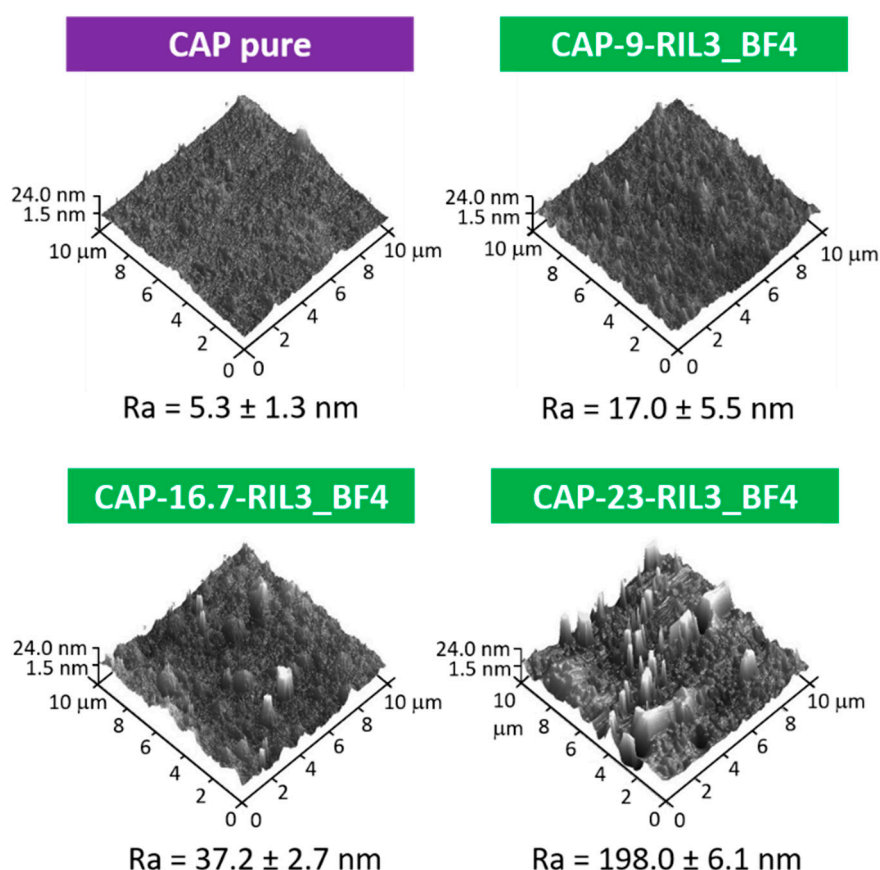 CAP pure
24.0 nm
1.5 nm
10 μm
8
6
4
2
0
0
2
4
6
8
10 μm
Ra = 5.3 ± 1.3 nm
CAP-9-RIL3_BF4
24.0 nm
1.5 nm
10 μm
8
6
4
2
0
0
2
4
6
8
10 μm
Ra = 17.0 ± 5.5 nm
CAP-16.7-RIL3_BF4
24.0 nm
1.5 nm
10 μm
8
6
4
2
0
0
2
4
6
8
10 μm
Ra = 37.2 ± 2.7 nm
CAP-23-RIL3_BF4
24.0 nm
1.5 nm
10
μm
8
6
4
2
0
0
2
4
6
8
10 μm
Ra = 198.0 ± 6.1 nm